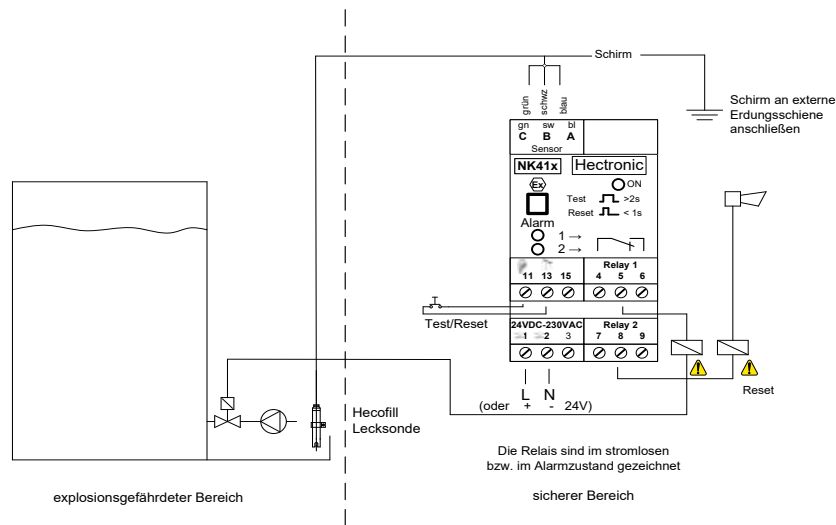 Schirm
Schirm an externe
Erdungsschiene
anschließen
grün
schwz
blau
gn sw bl
C B A
Sensor
NK41x Hectronic
Ex
ON
Test >2s
Reset < 1s
Alarm
1 →
2 →
Relay 1
11 13 15 4 5 6
Test/Reset
24VDC-230VAC Relay 2
1 2 3 7 8 9
Reset
L N
(oder + - 24V)
Hecofill
Lecksonde
Die Relais sind im stromlosen
bzw. im Alarmzustand gezeichnet
explosionsgefährdeter Bereich
sicherer Bereich